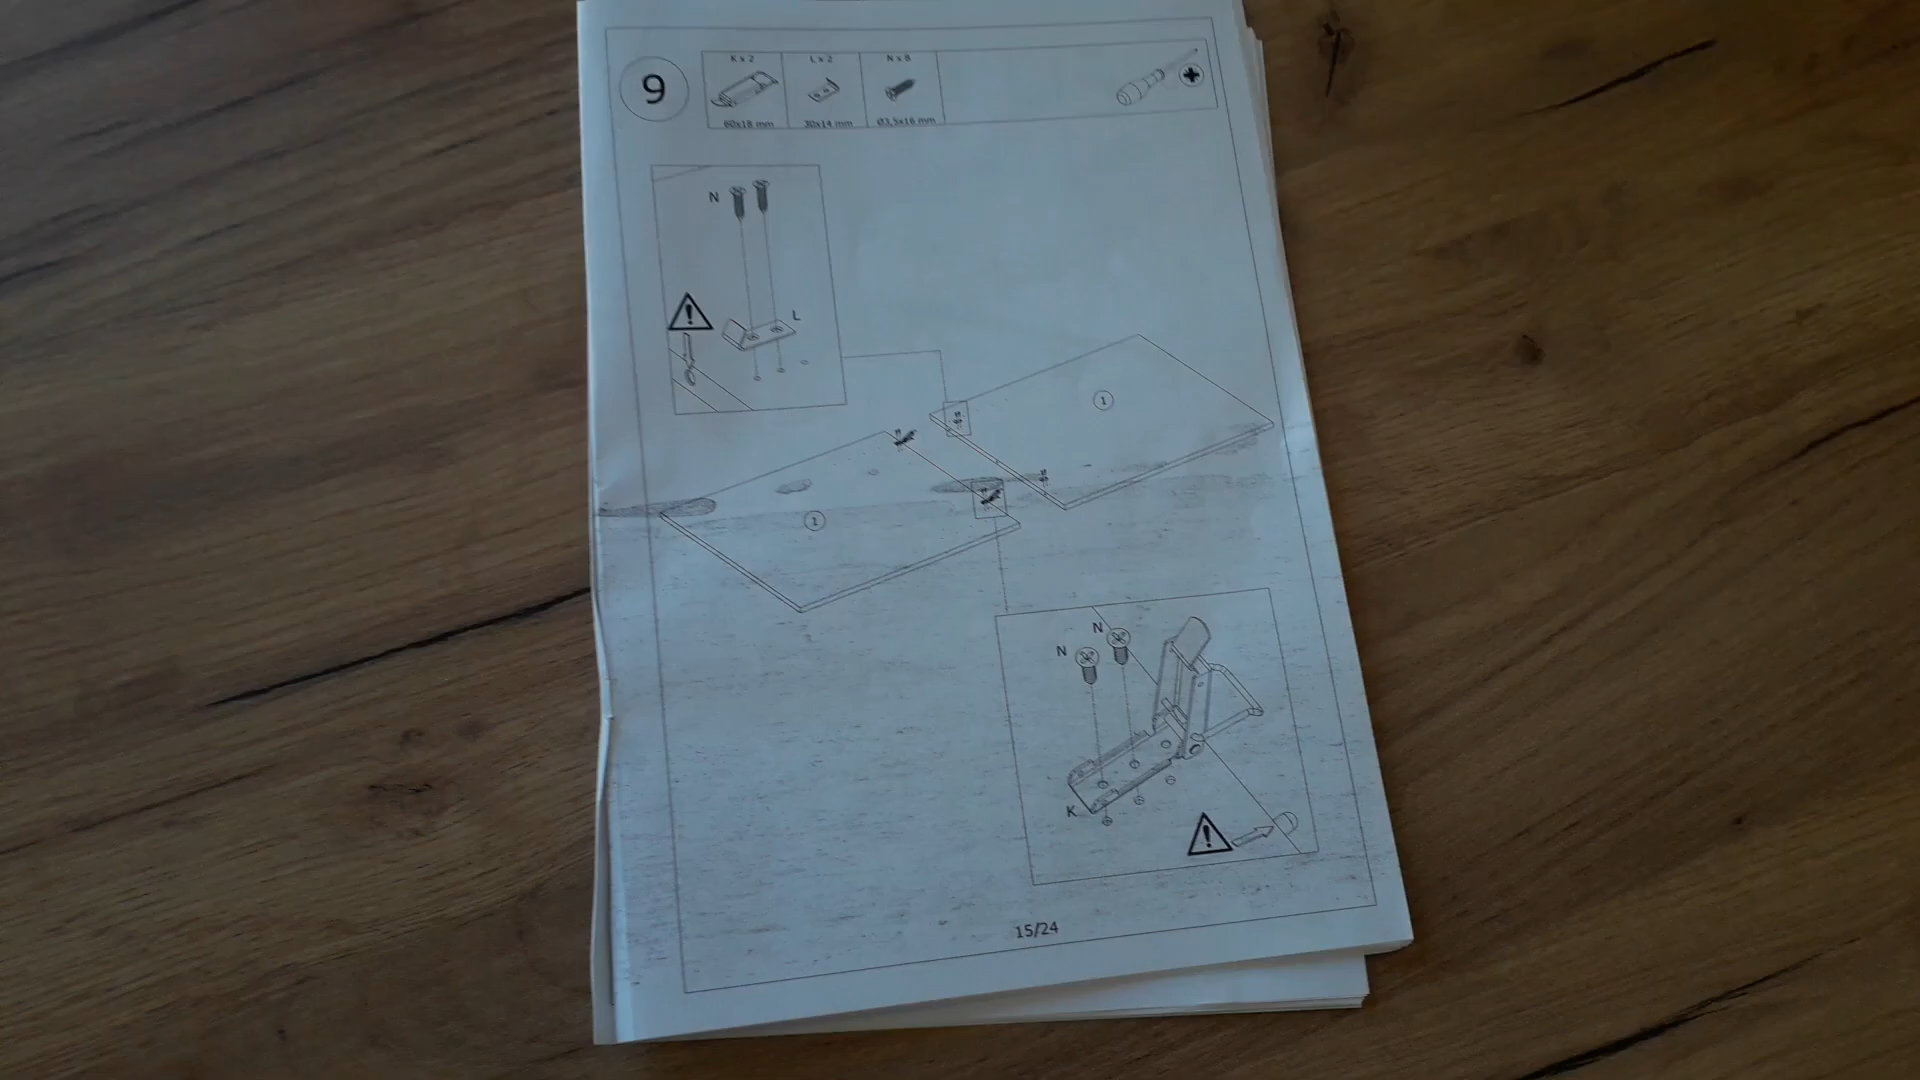 9
K x 2
L x 2
N x 8
60x18 mm
30x14 mm
Ø3,5x16 mm
N
L
1
1
N
N
K
15/24